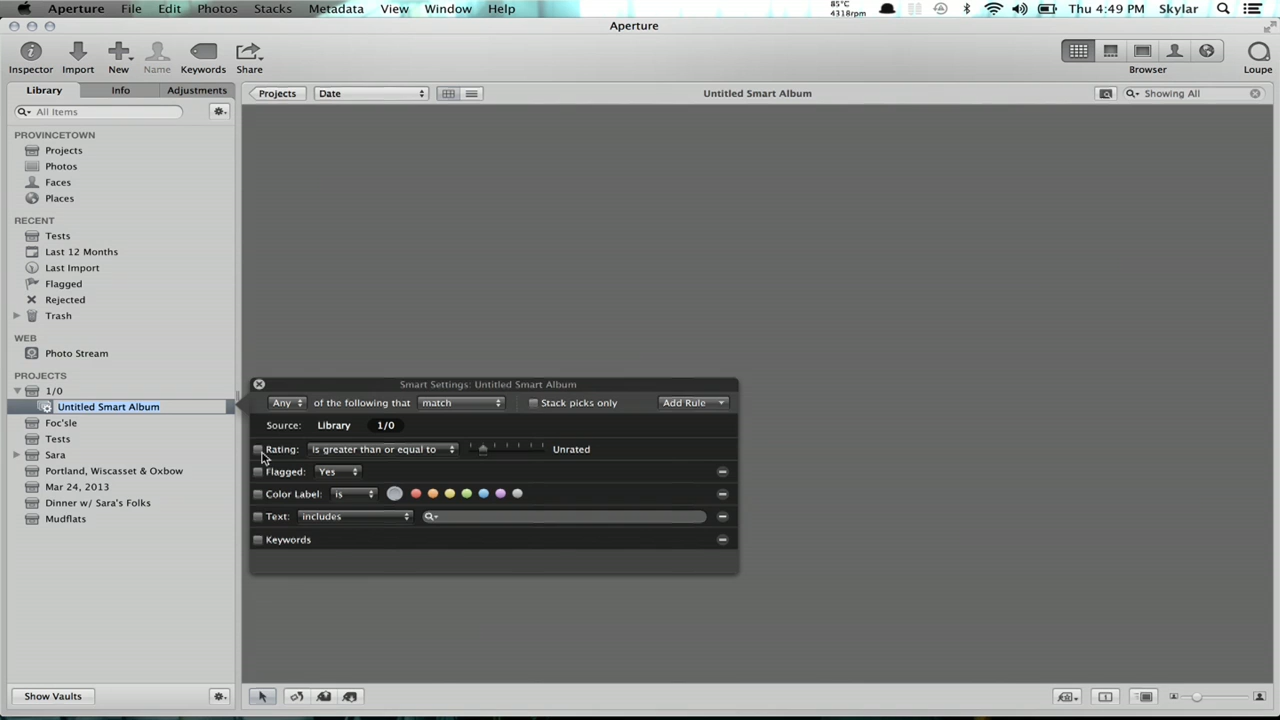 Aperture File Edit Photos Stacks Metadata View Window Help 85°C 4318rpm Thu 4:49 PM Skylar
Aperture
Inspector Import New Name Keywords Share Browser Loupe
Library Info Adjustments Projects Date Untitled Smart Album Showing All
All Items
PROVINCETOWN
Projects
Photos
Faces
Places
RECENT
Tests
Last 12 Months
Last Import
Flagged
Rejected
Trash
WEB
Photo Stream
PROJECTS
1/0
Untitled Smart Album
Foc'sle
Tests
Sara
Portland, Wiscasset & Oxbow
Mar 24, 2013
Dinner w/ Sara's Folks
Mudflats
Show Vaults
Smart Settings: Untitled Smart Album
Any of the following that match Stack picks only Add Rule
Source: Library 1/0
Rating: is greater than or equal to Unrated
Flagged: Yes
Color Label: is
Text: includes
Keywords